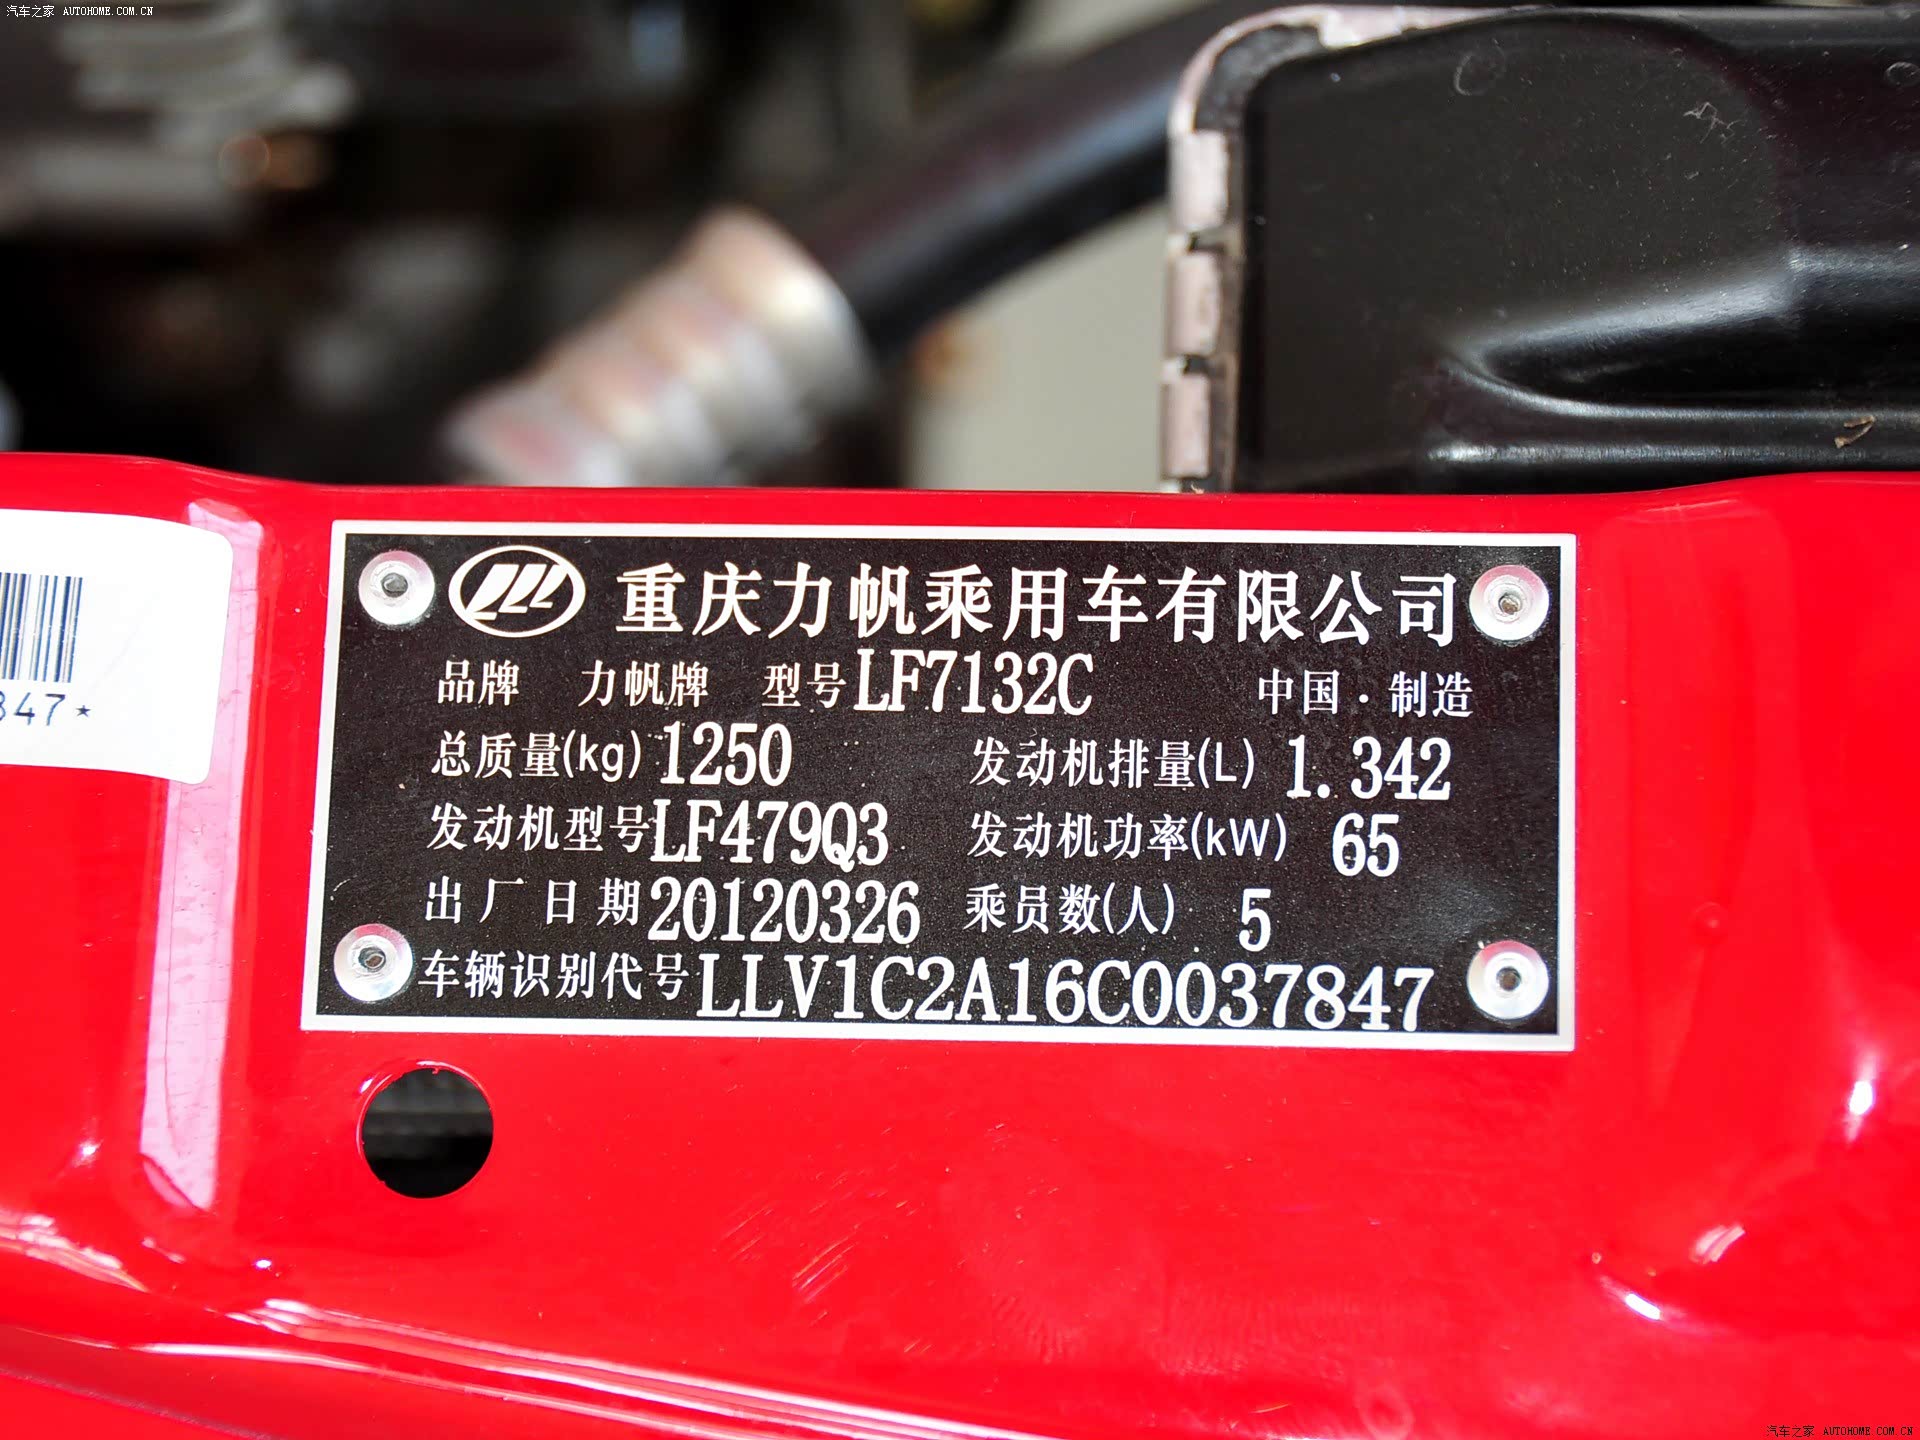 汽车之家 AUTOHOME.COM.CN
重庆力帆乘用车有限公司
品牌 力帆牌 型号LF7132C 中国·制造
总质量(kg) 1250 发动机排量(L) 1.342
发动机型号LF479Q3 发动机功率(kW) 65
出厂日期20120326 乘员数(人) 5
车辆识别代号LLV1C2A16C0037847
847*
汽车之家 AUTOHOME.COM.CN